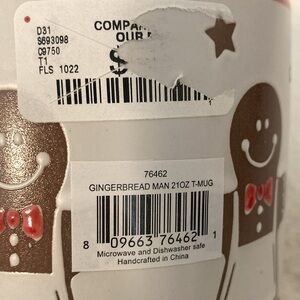 D31
S693098
C9750
T1
FLS 1022
COMPA
OUR
$
76462
GINGERBREAD MAN 21OZ T-MUG
8 09663 76462 1
Microwave and Dishwasher safe
Handcrafted in China